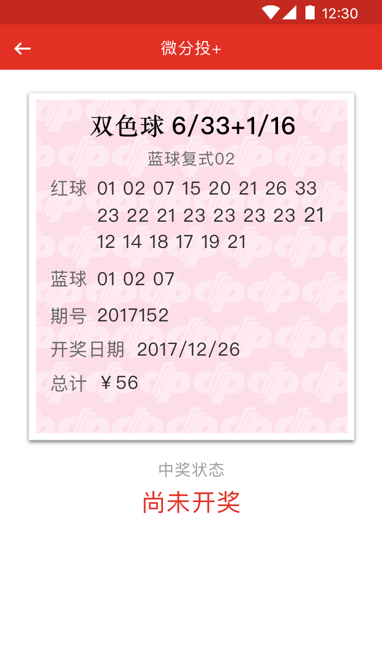 12:30
微分投+
双色球 6/33+1/16
蓝球复式02
红球 01 02 07 15 20 21 26 33
23 22 21 23 23 23 23 21
12 14 18 17 19 21
蓝球 01 02 07
期号 2017152
开奖日期 2017/12/26
总计 ¥56
中奖状态
尚未开奖